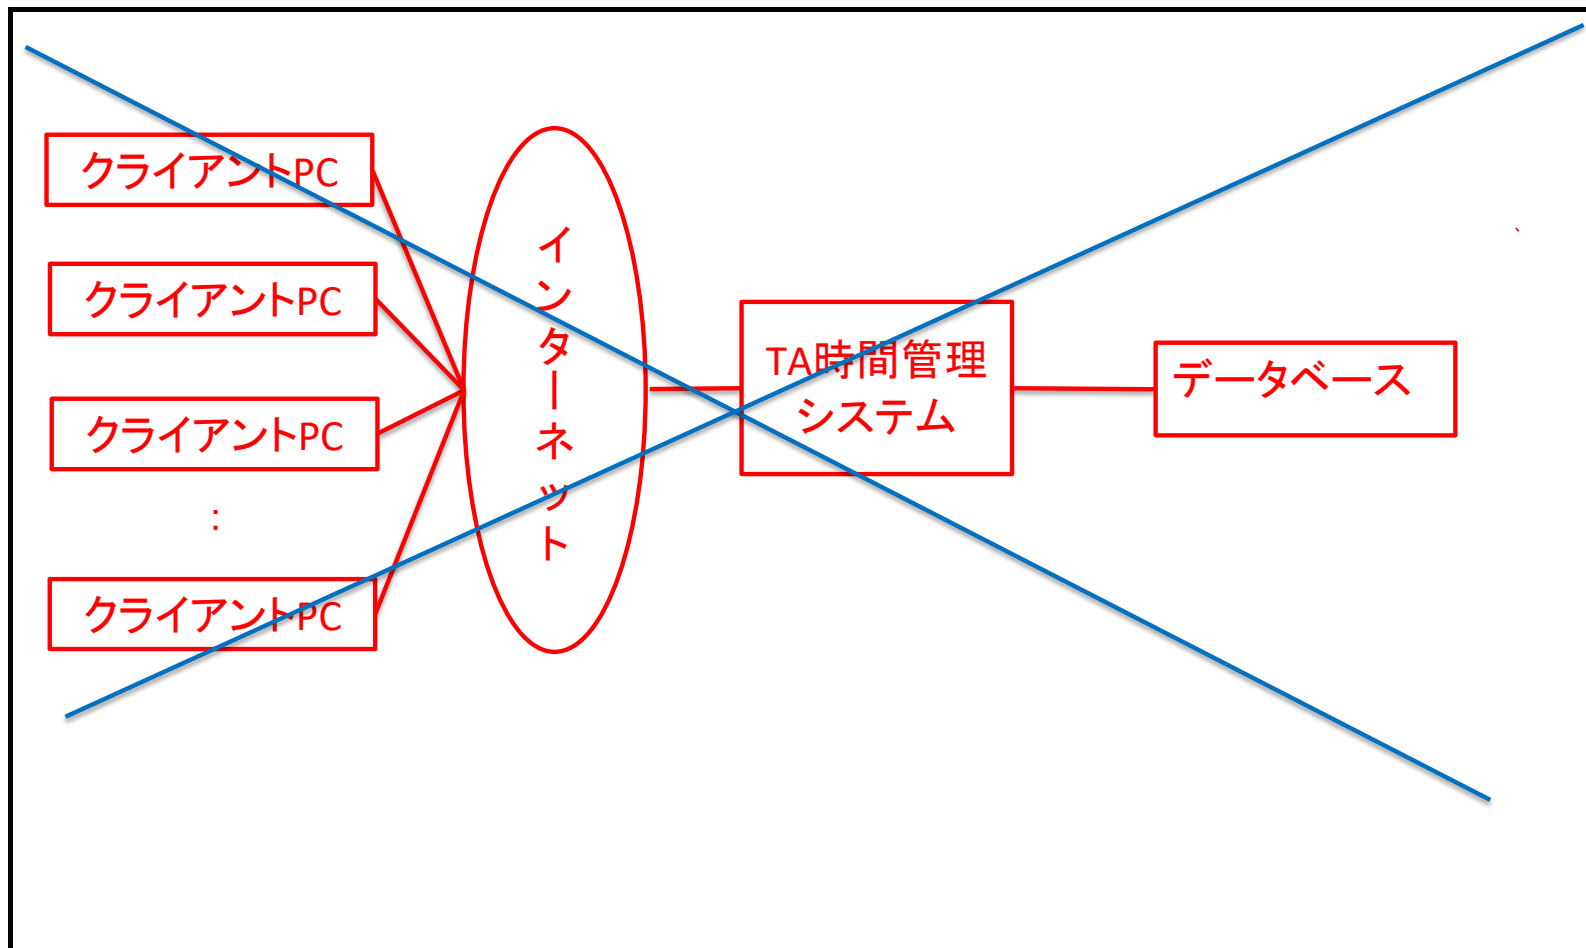 クライアントPC
クライアントPC
クライアントPC
:
クライアントPC
インターネット
TA時間管理
システム
データベース
、